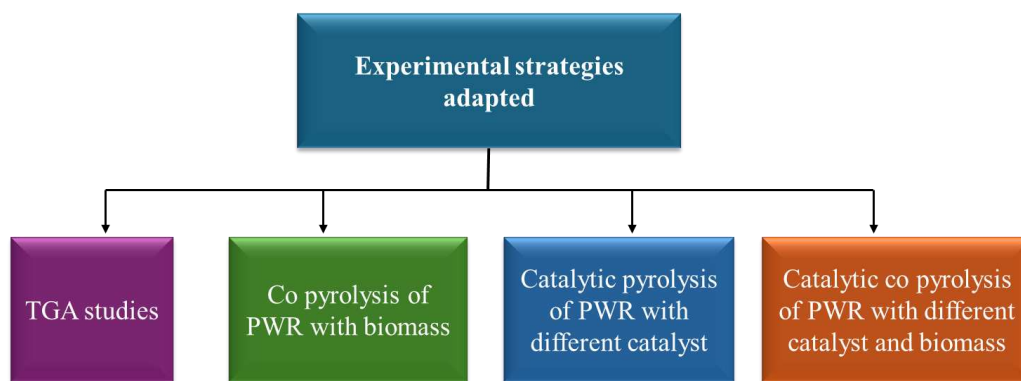 Experimental strategies
adapted
TGA studies
Co pyrolysis of
PWR with biomass
Catalytic pyrolysis
of PWR with
different catalyst
Catalytic co pyrolysis
of PWR with different
catalyst and biomass